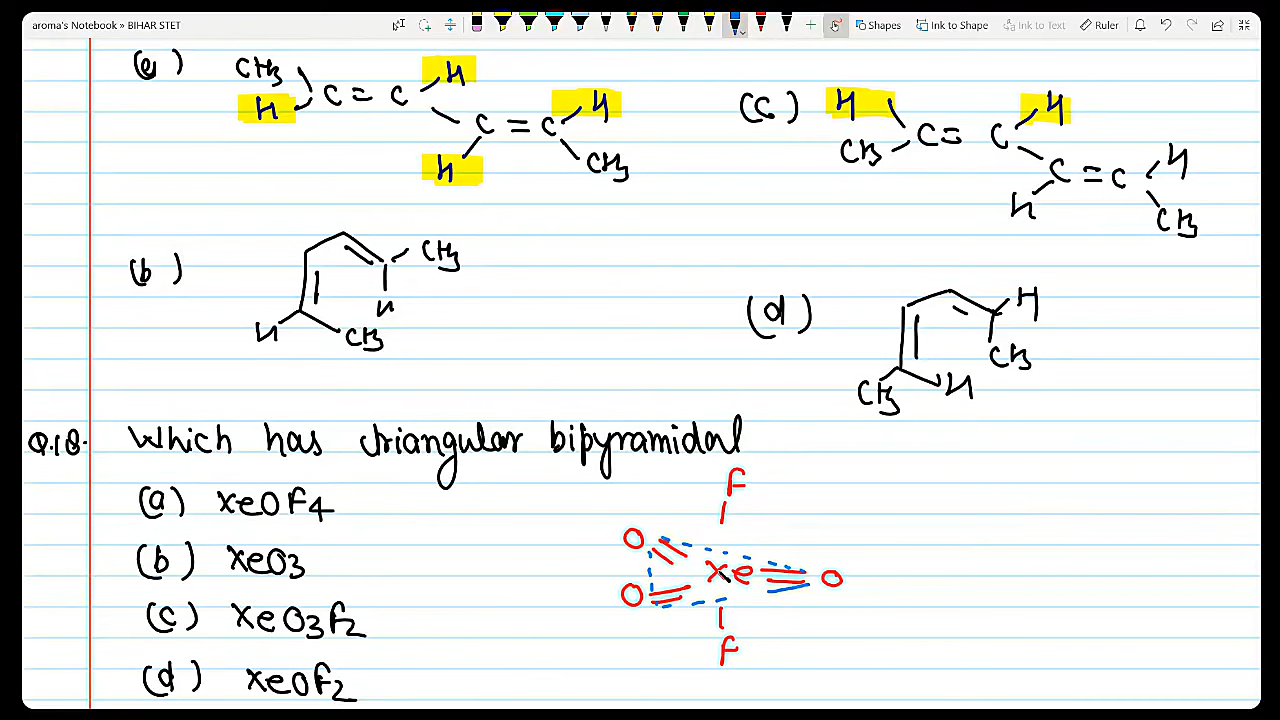 aroma's Notebook » BIHAR STET
Shapes Ink to Shape Ink to Text Ruler
CH3 H
H C = C
C = C H
H CH3
(c) H H
CH3 C = C
C = C H
H CH3
(b)
CH3
H
H CH3
(d)
H
CH3
CH3 H
Q.18. Which has triangular bipyramidal
(a) XeOF4
(b) XeO3
(c) XeO3F2
(d) XeOF2
F
O
Xe O
O
F